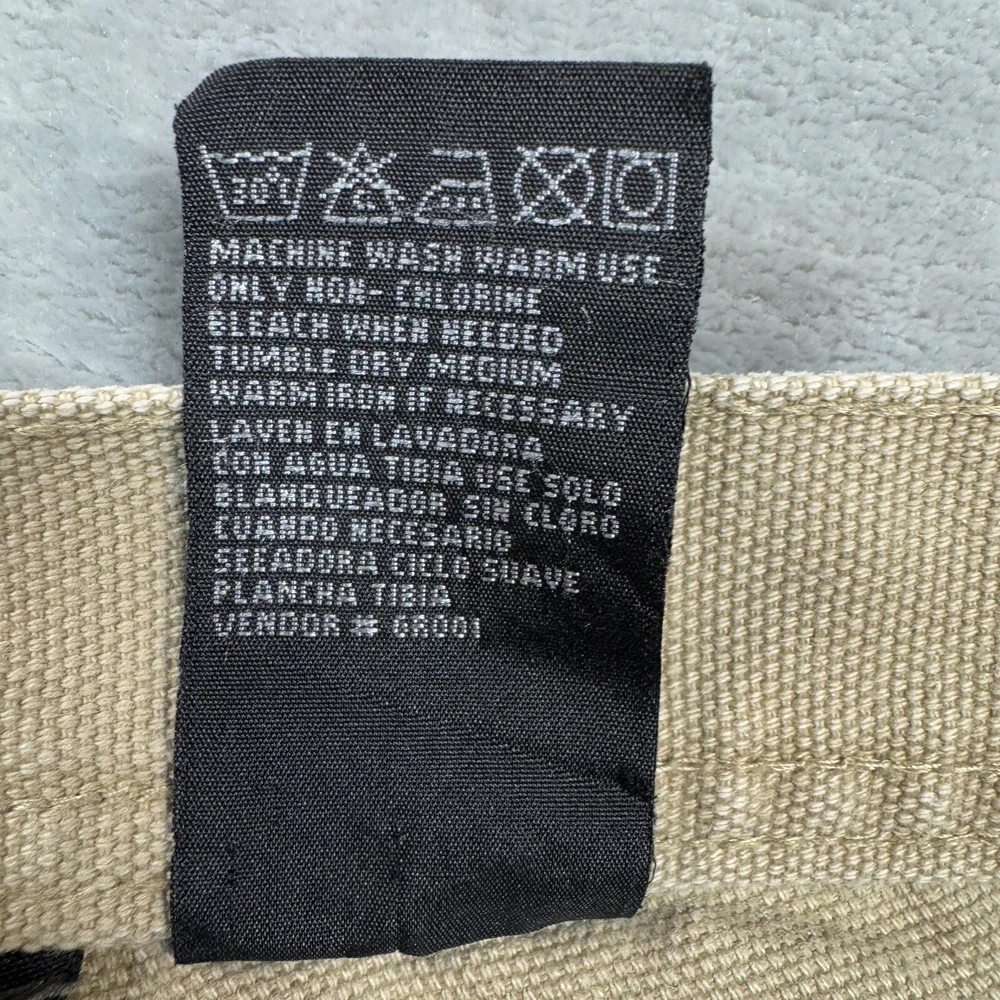 30°C
MACHINE WASH WARM USE
ONLY NON- CHLORINE
BLEACH WHEN NEEDED
TUMBLE DRY MEDIUM
WARM IRON IF NECESSARY
LAVEN EN LAVADORA
CON AGUA TIBIA USE SOLO
BLANQUEADOR SIN CLORO
CUANDO NECESARIO
SECADORA CICLO SUAVE
PLANCHA TIBIA
VENDOR #